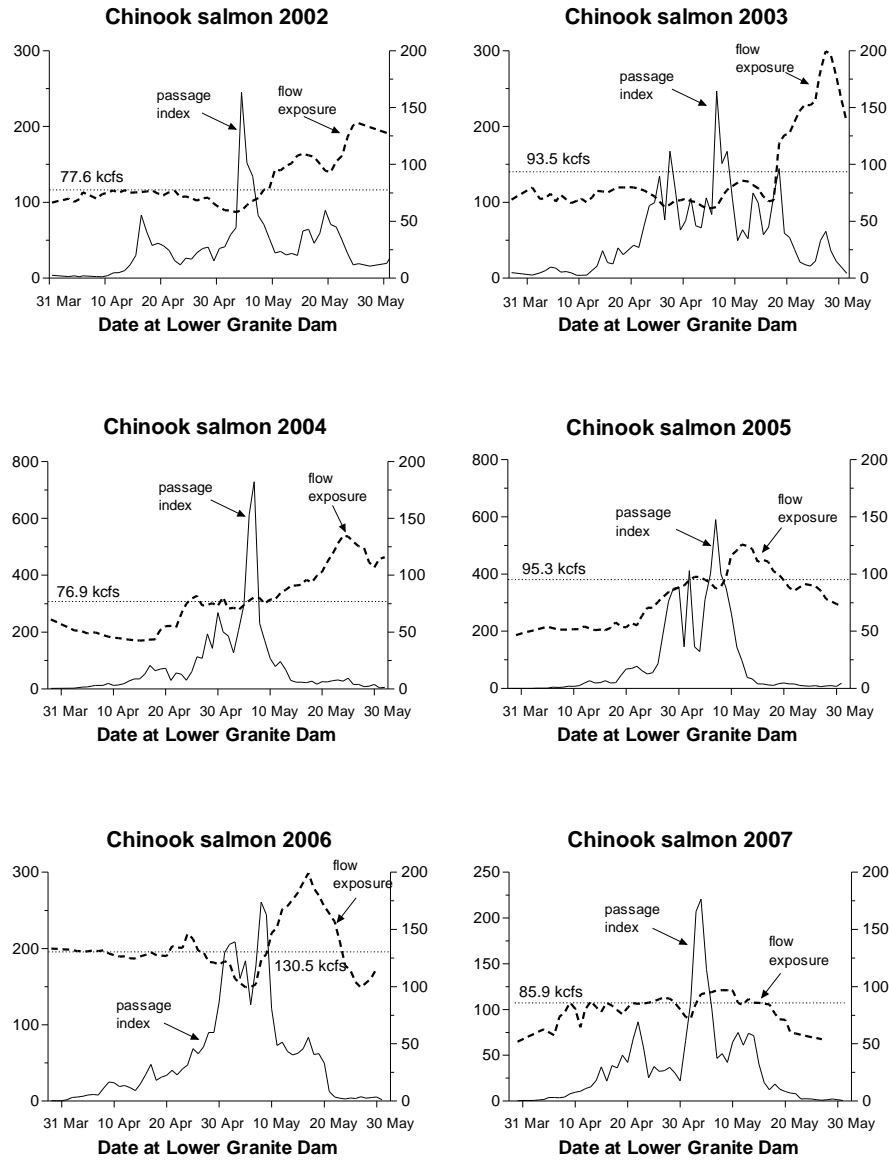 Chinook salmon 2002
300
200
passage
index
flow
exposure
250
200
150
150
100
77.6 kcfs
100
50
50
0
0
31 Mar 10 Apr 20 Apr 30 Apr 10 May 20 May 30 May
Date at Lower Granite Dam
Chinook salmon 2003
300
200
flow
exposure
passage
index
250
200
150
150
93.5 kcfs
100
100
50
50
0
0
31 Mar 10 Apr 20 Apr 30 Apr 10 May 20 May 30 May
Date at Lower Granite Dam
Chinook salmon 2004
800
200
passage
index
flow
exposure
600
150
400
76.9 kcfs
100
200
50
0
0
31 Mar 10 Apr 20 Apr 30 Apr 10 May 20 May 30 May
Date at Lower Granite Dam
Chinook salmon 2005
800
200
passage
index
flow
exposure
600
150
400
95.3 kcfs
100
200
50
0
0
31 Mar 10 Apr 20 Apr 30 Apr 10 May 20 May 30 May
Date at Lower Granite Dam
Chinook salmon 2006
300
200
flow
exposure
150
200
130.5 kcfs
100
passage
index
100
50
0
0
31 Mar 10 Apr 20 Apr 30 Apr 10 May 20 May 30 May
Date at Lower Granite Dam
Chinook salmon 2007
250
200
passage
index
flow
exposure
200
150
150
85.9 kcfs
100
100
50
50
0
0
31 Mar 10 Apr 20 Apr 30 Apr 10 May 20 May 30 May
Date at Lower Granite Dam